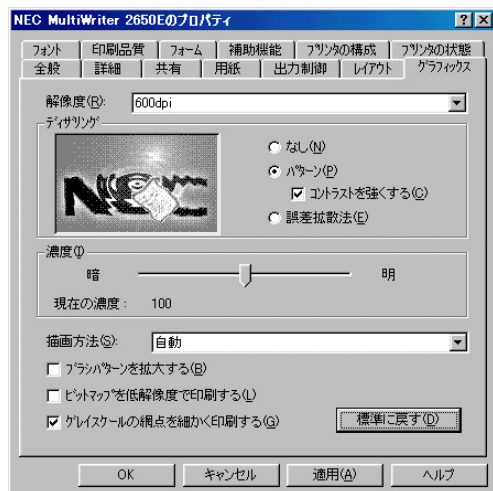 NEC MultiWriter 2650Eのプロパティ
フォント 印刷品質 フォーム 補助機能 プリンタの構成 プリンタの状態
全般 詳細 共有 用紙 出力制御 レイアウト グラフィックス
解像度(R): 600dpi
ディザリング
NEC
なし(N)
パターン(P)
コントラストを強くする(C)
誤差拡散法(E)
濃度(I)
暗 明
現在の濃度: 100
描画方法(S): 自動
ブラシパターンを拡大する(B)
ビットマップを低解像度で印刷する(L)
グレイスケールの網点を細かく印刷する(G)
標準に戻す(D)
OK キャンセル 適用(A) ヘルプ